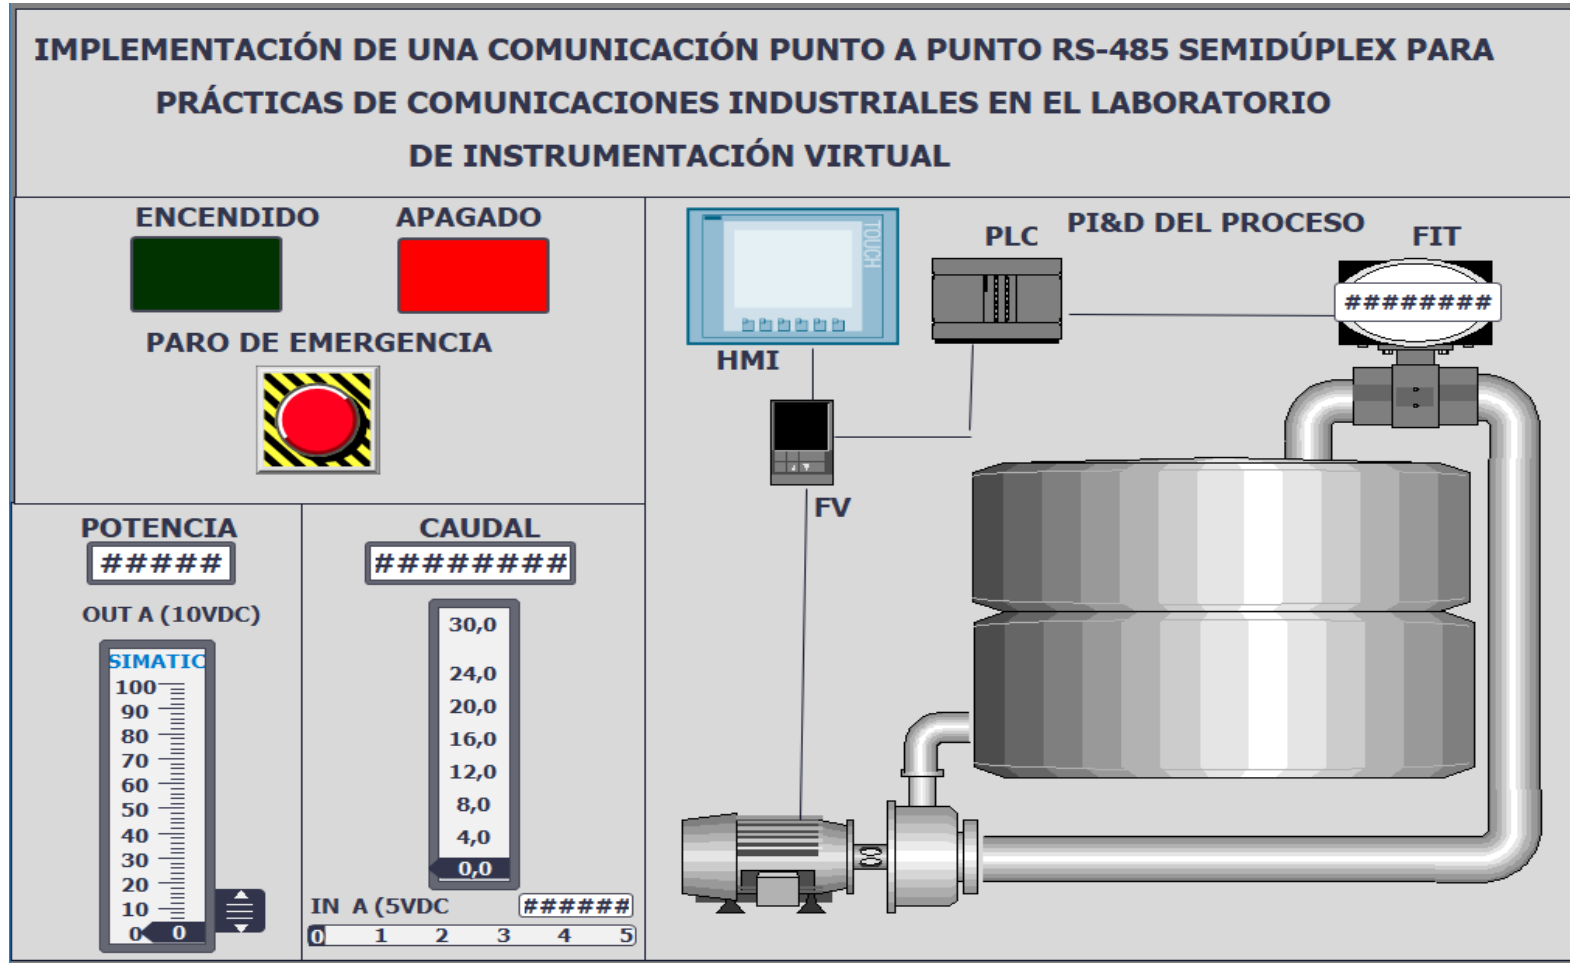 IMPLEMENTACIÓN DE UNA COMUNICACIÓN PUNTO A PUNTO RS-485 SEMIDÚPLEX PARA
PRÁCTICAS DE COMUNICACIONES INDUSTRIALES EN EL LABORATORIO
DE INSTRUMENTACIÓN VIRTUAL
ENCENDIDO
APAGADO
PARO DE EMERGENCIA
POTENCIA
#####
OUT A (10VDC)
SIMATIC
100
90
80
70
60
50
40
30
20
10
0
0
CAUDAL
########
30,0
24,0
20,0
16,0
12,0
8,0
4,0
0,0
IN A (5VDC
######
0 1 2 3 4 5
TOUCH
HMI
PLC
PI&D DEL PROCESO
FIT
########
FV